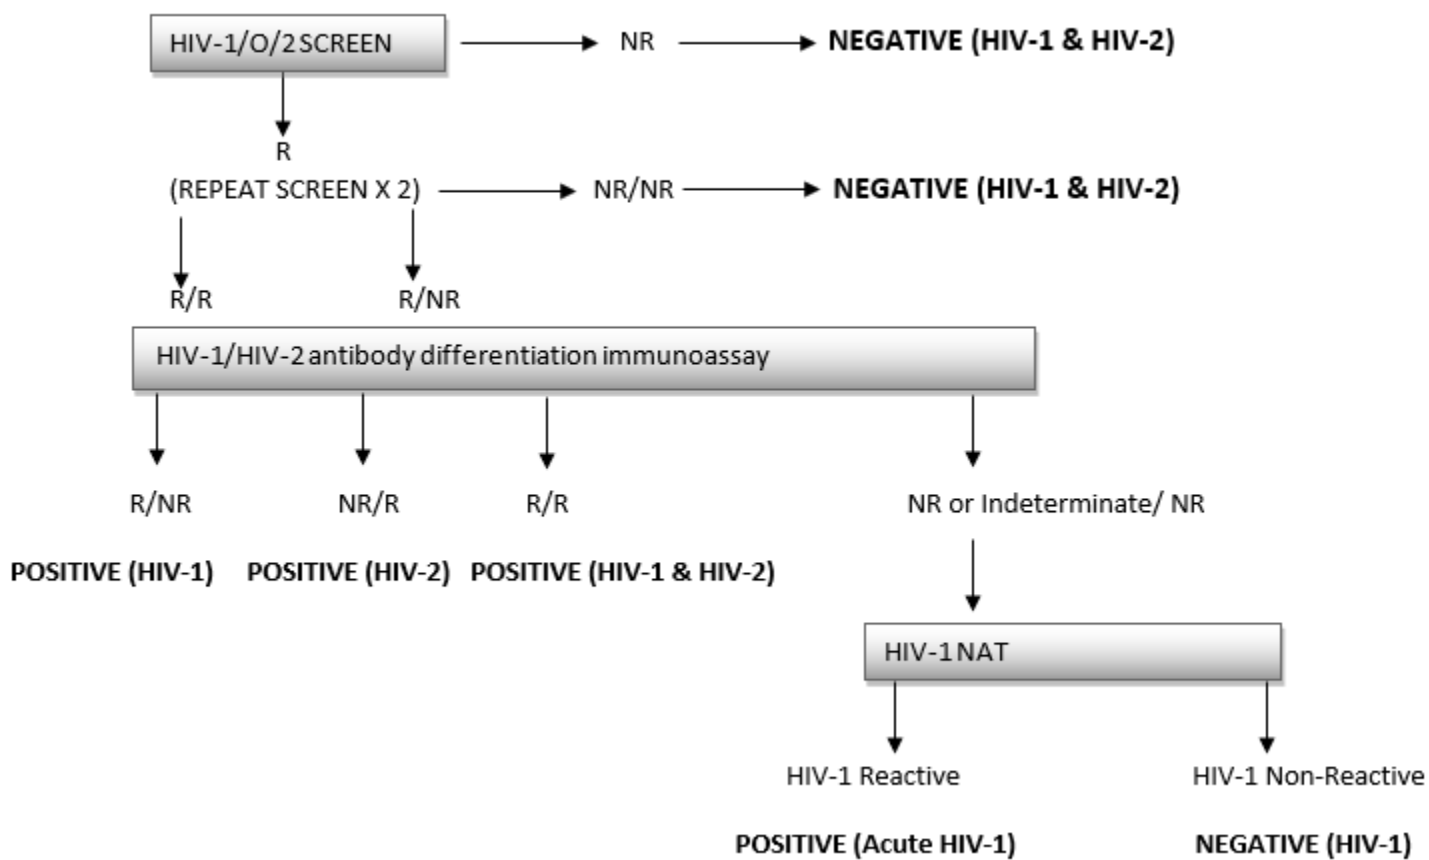 HIV-1/O/2 SCREEN NR NEGATIVE (HIV-1 & HIV-2)
R
(REPEAT SCREEN X 2) NR/NR NEGATIVE (HIV-1 & HIV-2)
R/R R/NR
HIV-1/HIV-2 antibody differentiation immunoassay
R/NR NR/R R/R NR or Indeterminate/ NR
POSITIVE (HIV-1) POSITIVE (HIV-2) POSITIVE (HIV-1 & HIV-2)
HIV-1 NAT
HIV-1 Reactive HIV-1 Non-Reactive
POSITIVE (Acute HIV-1) NEGATIVE (HIV-1)